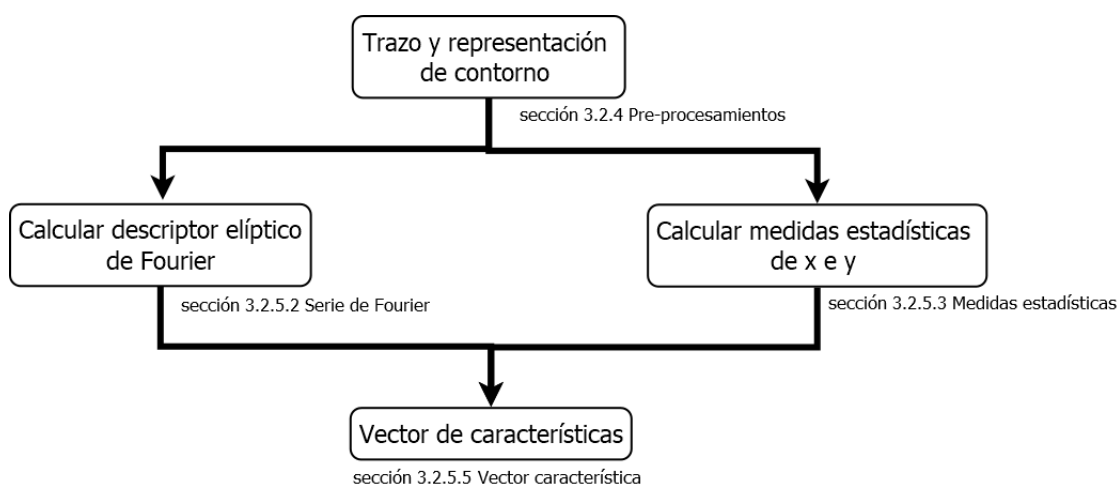 Trazo y representación
de contorno
sección 3.2.4 Pre-procesamientos
Calcular descriptor elíptico
de Fourier
sección 3.2.5.2 Serie de Fourier
Calcular medidas estadísticas
de x e y
sección 3.2.5.3 Medidas estadísticas
Vector de características
sección 3.2.5.5 Vector característica